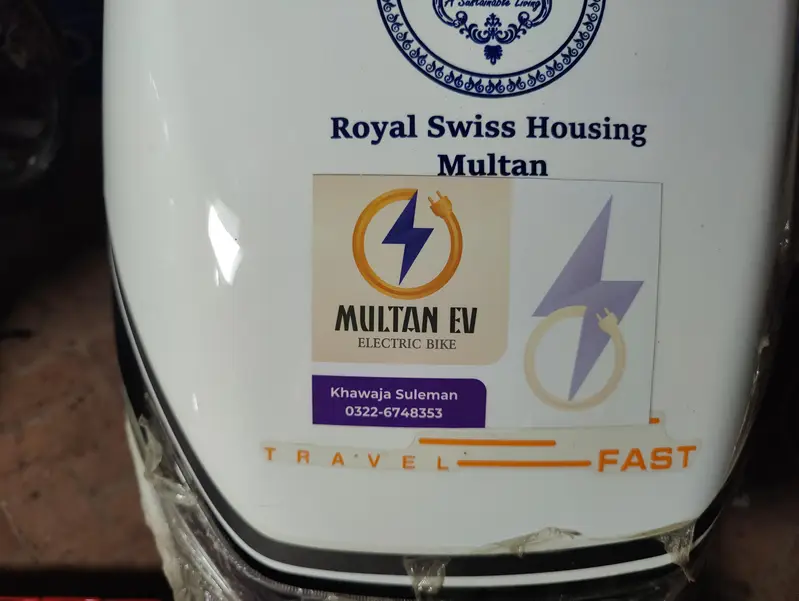 A Sustainable Living
Royal Swiss Housing
Multan
MULTAN EV
ELECTRIC BIKE
Khawaja Suleman
0322-6748353
TRAVEL FAST